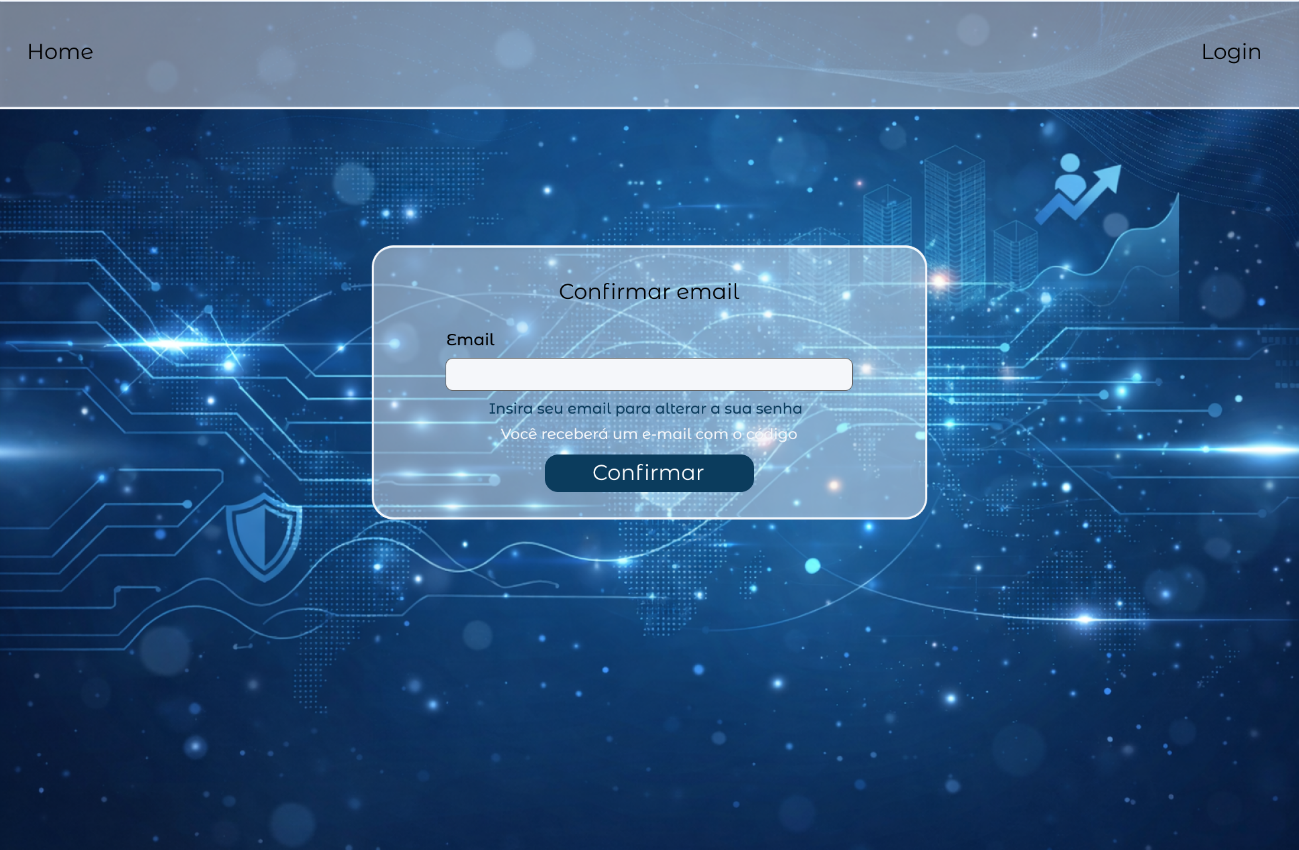 Home
Login
Confirmar email
Email
Insira seu email para alterar a sua senha
Você receberá um e-mail com o código
Confirmar